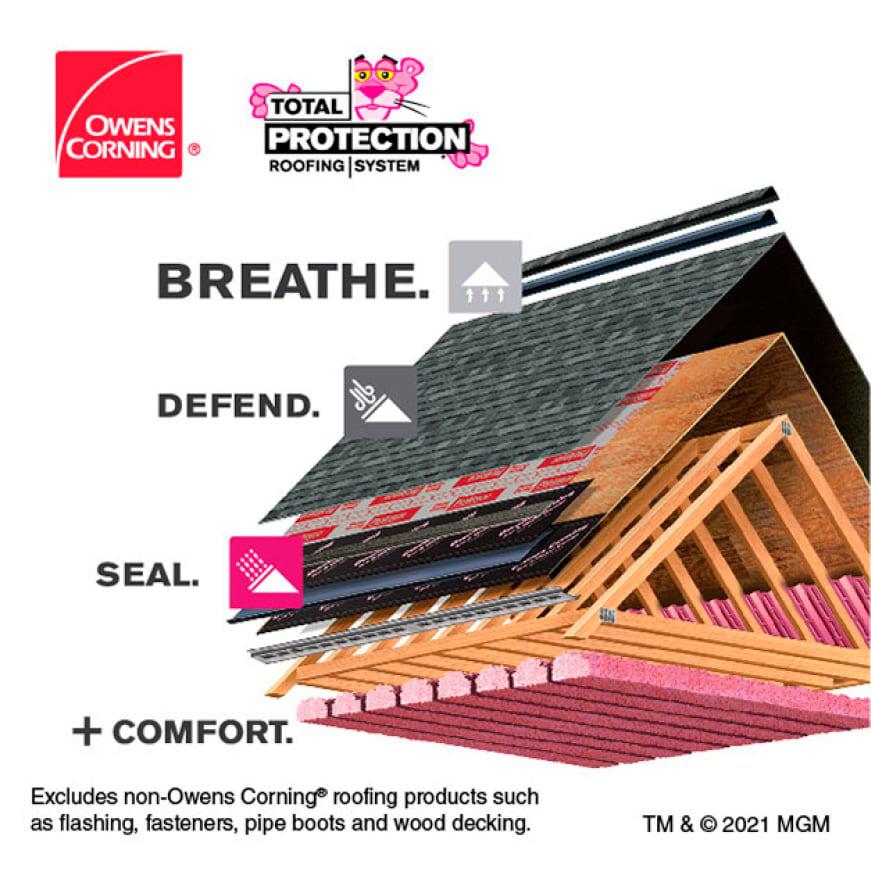 OWENS
CORNING ®
TOTAL
PROTECTION
ROOFING | SYSTEM
BREATHE.
DEFEND.
SEAL.
+ COMFORT.
Excludes non-Owens Corning® roofing products such
as flashing, fasteners, pipe boots and wood decking.
TM & © 2021 MGM